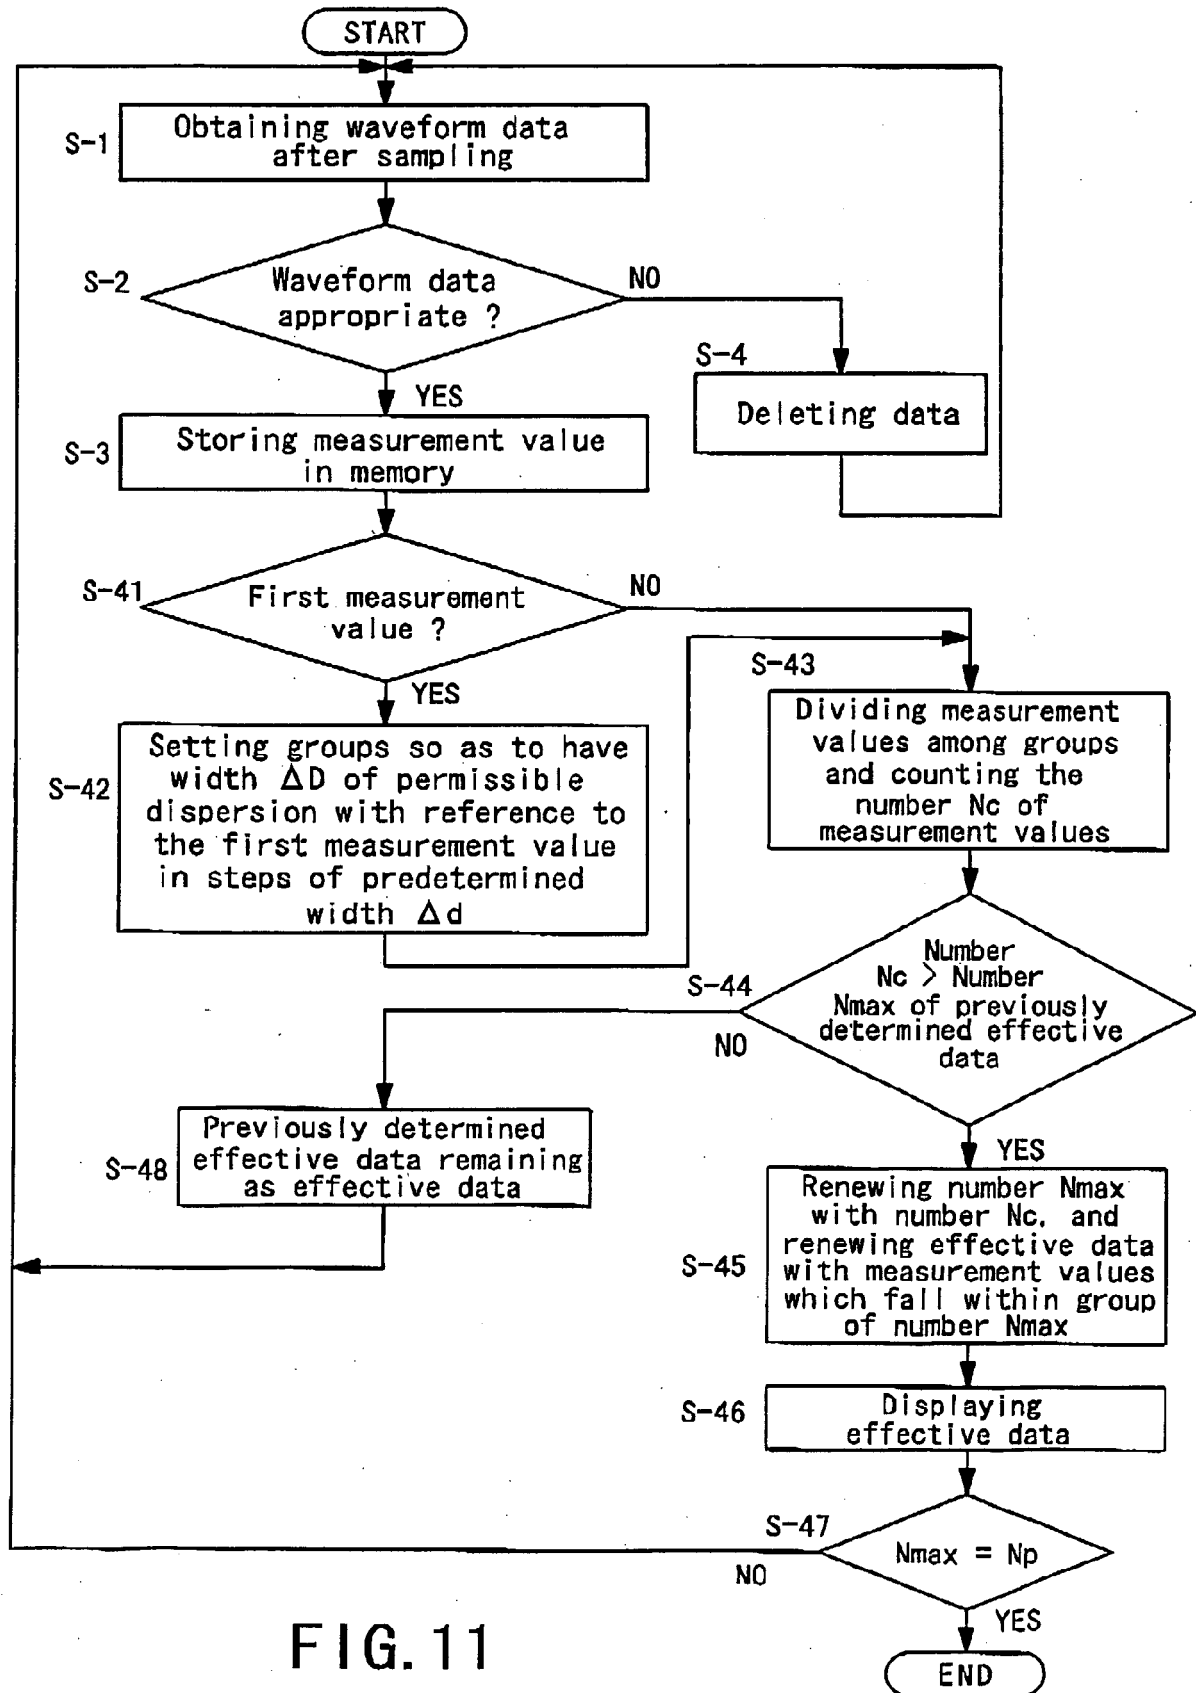 START
S-1
Obtaining waveform data
after sampling
S-2
Waveform data
appropriate ?
NO
YES
S-4
Deleting data
S-3
Storing measurement value
in memory
S-41
First measurement
value ?
NO
YES
S-42
Setting groups so as to have
width ΔD of permissible
dispersion with reference to
the first measurement value
in steps of predetermined
width Δd
S-43
Dividing measurement
values among groups
and counting the
number Nc of
measurement values
S-44
Number
Nc > Number
Nmax of previously
determined effective
data
NO
YES
S-48
Previously determined
effective data remaining
as effective data
S-45
Renewing number Nmax
with number Nc, and
renewing effective data
with measurement values
which fall within group
of number Nmax
S-46
Displaying
effective data
S-47
Nmax = Np
NO
YES
END
FIG.11